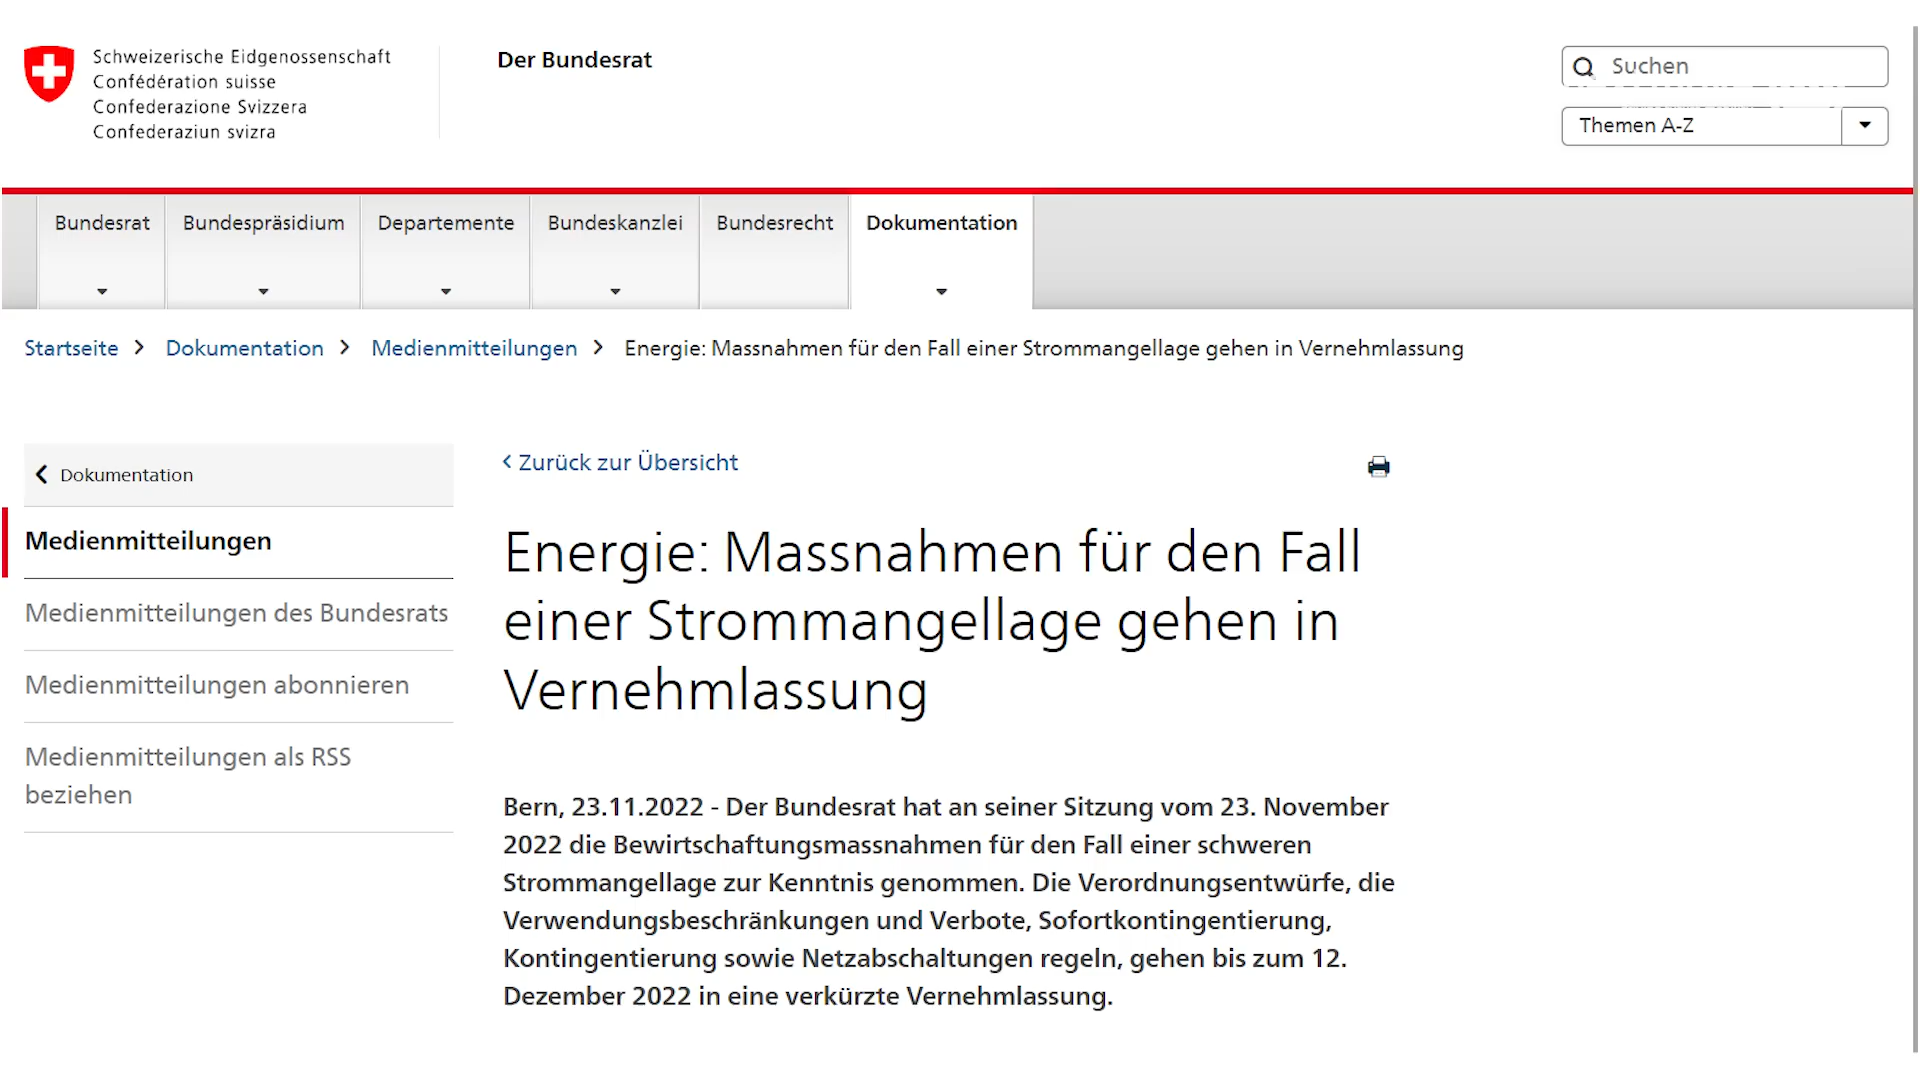 Schweizerische Eidgenossenschaft
Confédération suisse
Confederazione Svizzera
Confederaziun svizra
Der Bundesrat
Suchen
Themen A-Z
Bundesrat
Bundespräsidium
Departemente
Bundeskanzlei
Bundesrecht
Dokumentation
Startseite
Dokumentation
Medienmitteilungen
Energie: Massnahmen für den Fall einer Strommangellage gehen in Vernehmlassung
Dokumentation
Medienmitteilungen
Medienmitteilungen des Bundesrats
Medienmitteilungen abonnieren
Medienmitteilungen als RSS
beziehen
Zurück zur Übersicht
Energie: Massnahmen für den Fall
einer Strommangellage gehen in
Vernehmlassung
Bern, 23.11.2022 - Der Bundesrat hat an seiner Sitzung vom 23. November
2022 die Bewirtschaftungsmassnahmen für den Fall einer schweren
Strommangellage zur Kenntnis genommen. Die Verordnungsentwürfe, die
Verwendungsbeschränkungen und Verbote, Sofortkontingentierung,
Kontingentierung sowie Netzabschaltungen regeln, gehen bis zum 12.
Dezember 2022 in eine verkürzte Vernehmlassung.